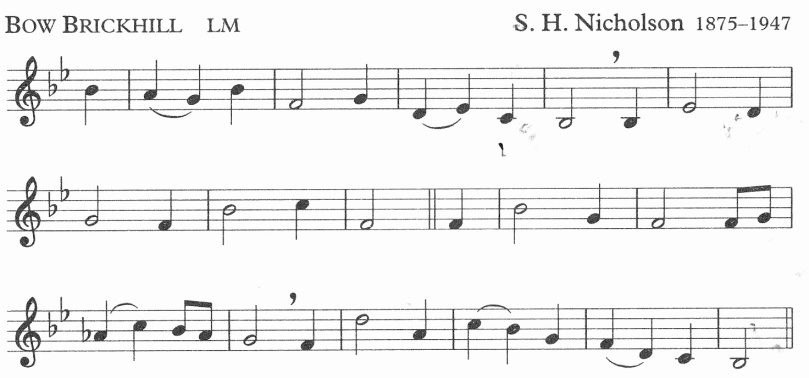 BOW BRICKHILL LM S. H. Nicholson 1875–1947